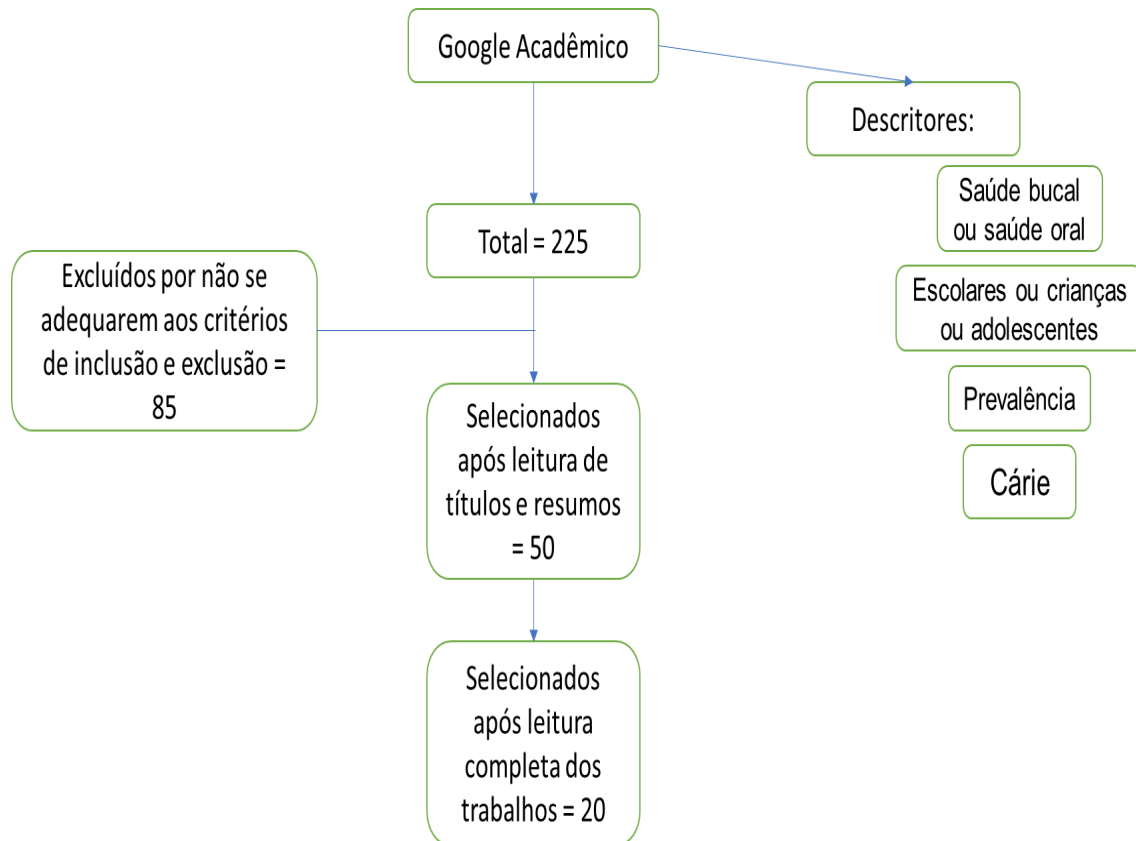 Google Acadêmico
Descritores:
Saúde bucal
ou saúde oral
Escolares ou crianças
ou adolescentes
Prevalência
Cárie
Total = 225
Excluídos por não se
adequarem aos critérios
de inclusão e exclusão =
85
Selecionados
após leitura de
títulos e resumos
= 50
Selecionados
após leitura
completa dos
trabalhos = 20